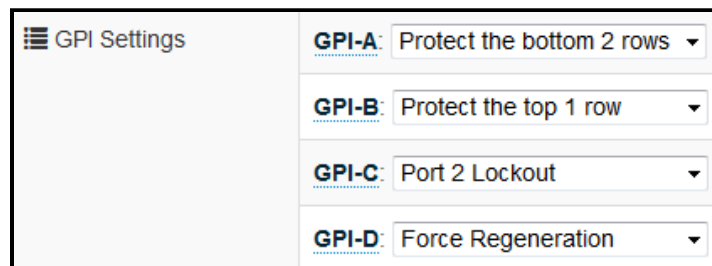 GPI Settings
GPI-A: Protect the bottom 2 rows
GPI-B: Protect the top 1 row
GPI-C: Port 2 Lockout
GPI-D: Force Regeneration